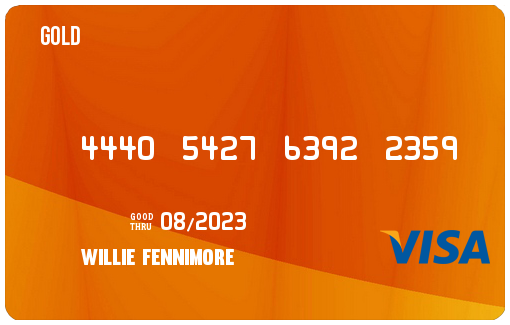 GOLD
4440 5427 6392 2359
GOOD THRU 08/2023
WILLIE FENNIMORE
VISA